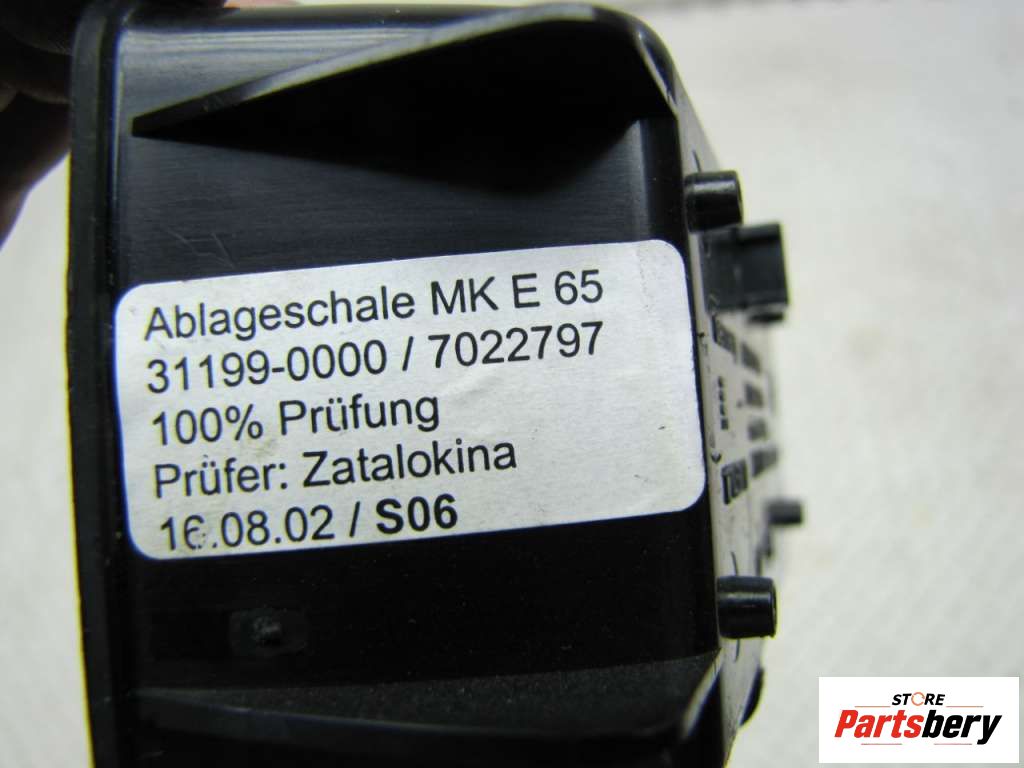 Ablageschale MK E 65
31199-0000 / 7022797
100% Prüfung
Prüfer: Zatalokina
16.08.02 / S06
STORE
Partsbery